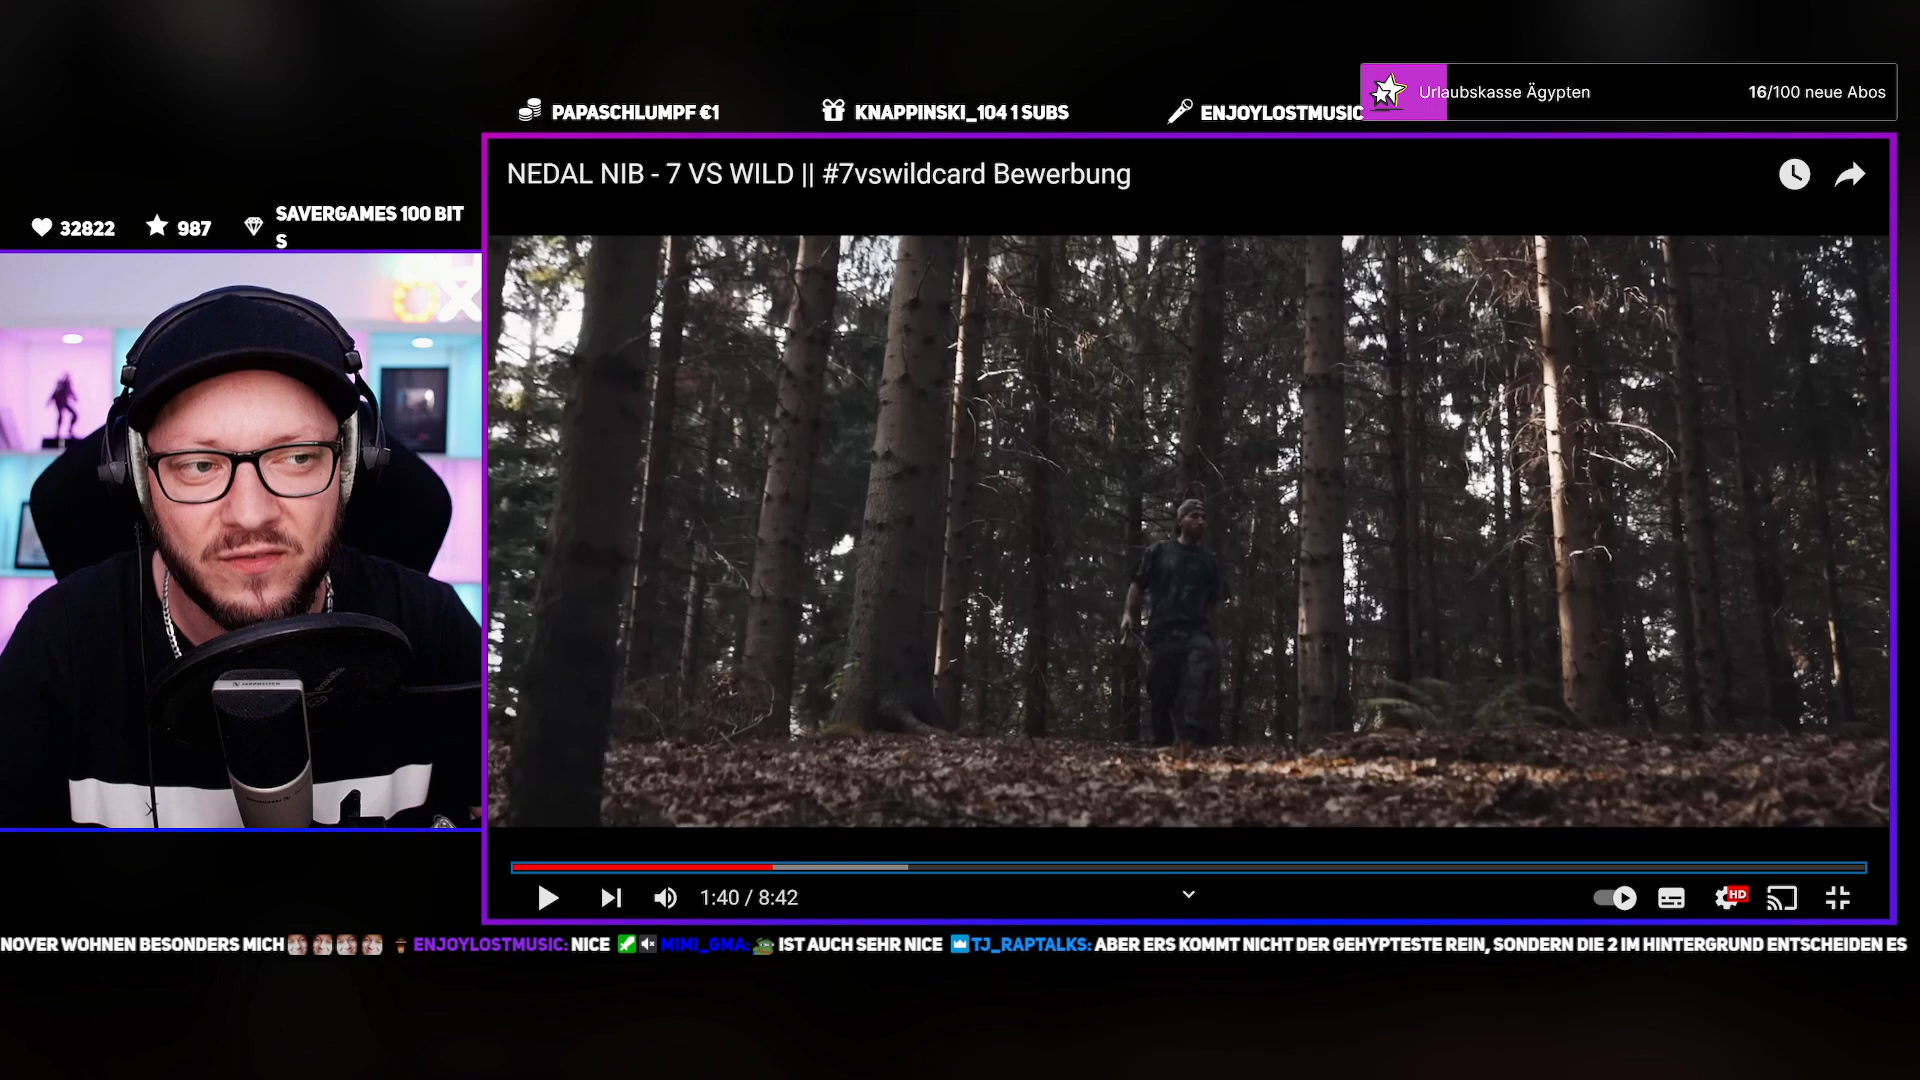 Urlaubskasse Ägypten
16/100 neue Abos
PAPASCHLUMPF €1
KNAPPINSKI_104 1 SUBS
ENJOYLOSTMUSIC
NEDAL NIB - 7 VS WILD || #7vswildcard Bewerbung
32822
987
SAVERGAMES 100 BIT
S
1:40 / 8:42
HD
NOVER WOHNEN BESONDERS MICH ENJOYLOSTMUSIC: NICE MIMI_GMA: IST AUCH SEHR NICE TJ_RAPTALKS: ABER ERS KOMMT NICHT DER GEHYPTESTE REIN, SONDERN DIE 2 IM HINTERGRUND ENTSCHEIDEN ES